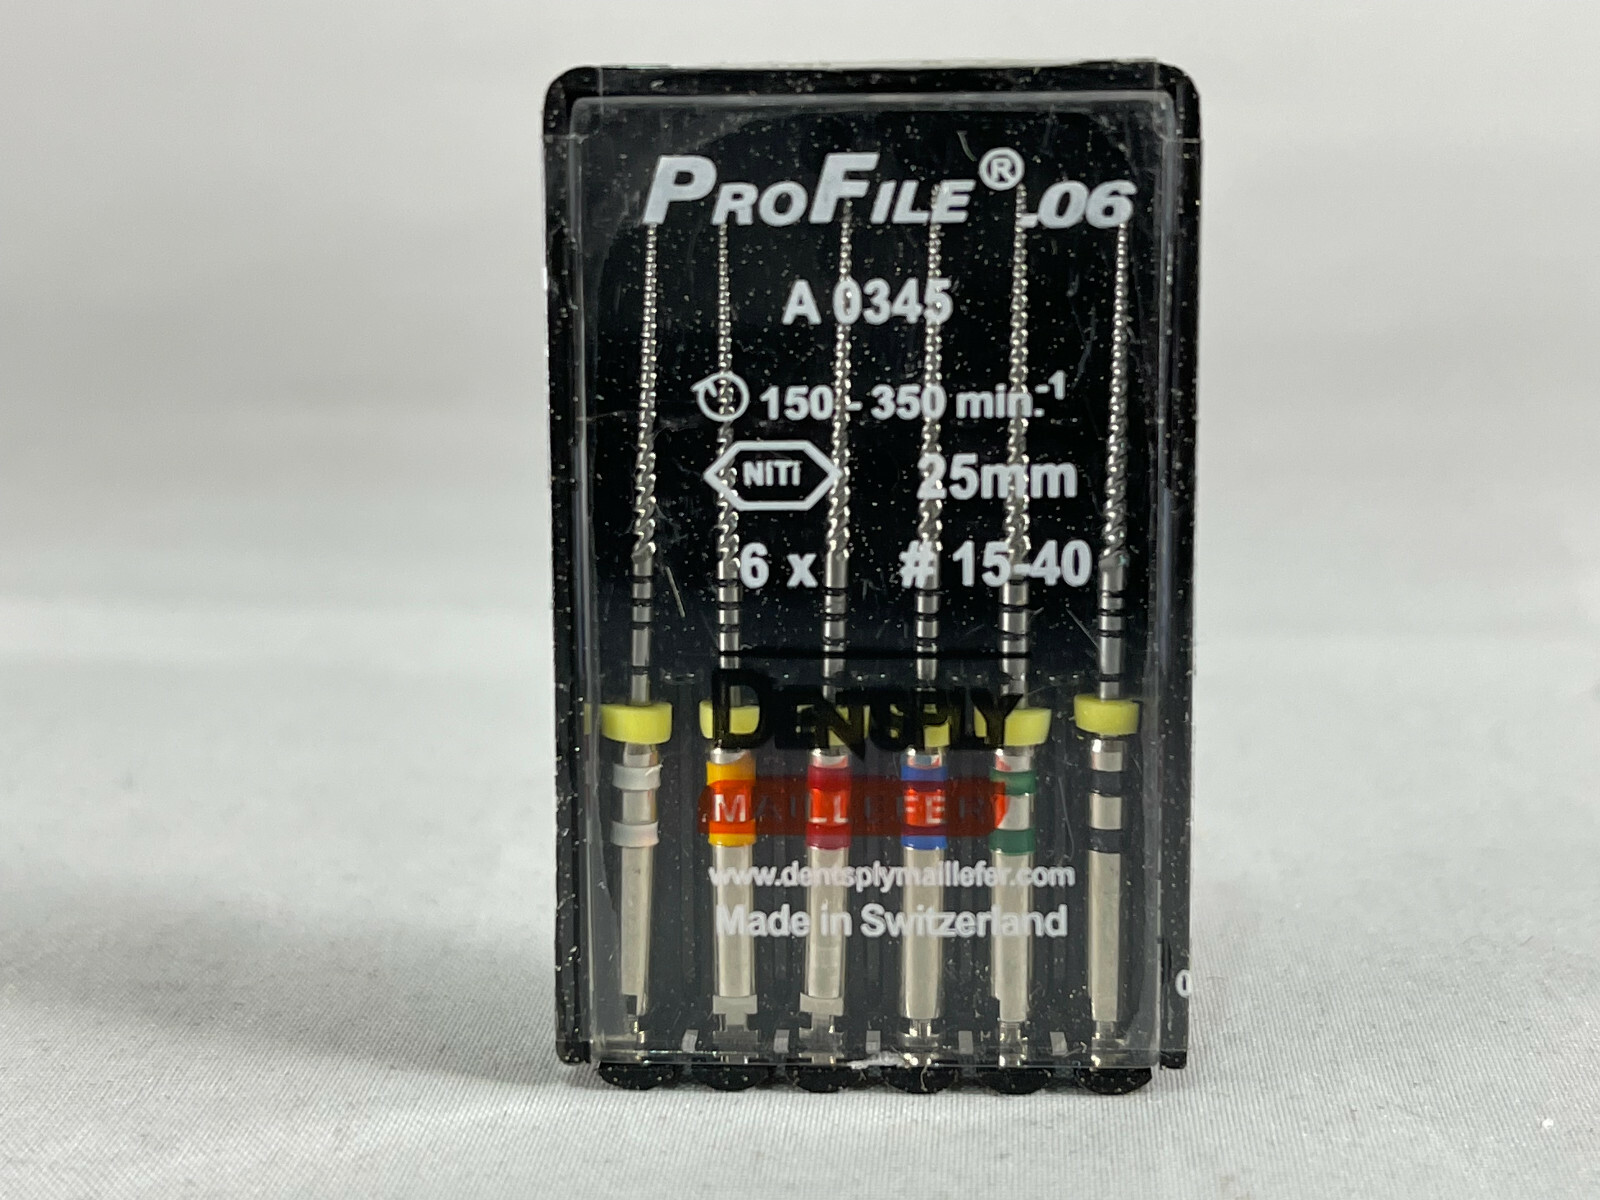 PROFILE® .06
A 0345
150 - 350 min.-1
NiTi 25mm
6 x # 15-40
DENTSPLY
MAILLEFER
www.dentsplymaillefer.com
Made in Switzerland
0